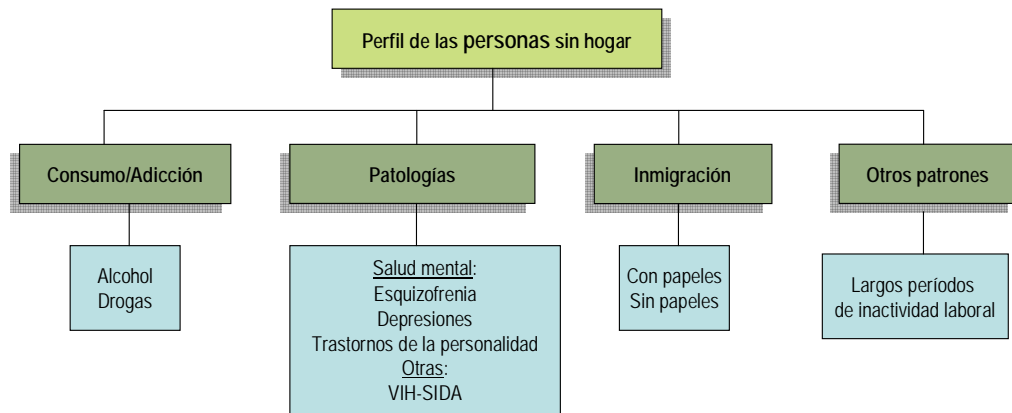 Perfil de las personas sin hogar
Consumo/Adicción
Patologías
Inmigración
Otros patrones
Alcohol
Drogas
Salud mental:
Esquizofrenia
Depresiones
Trastornos de la personalidad
Otras:
VIH-SIDA
Con papeles
Sin papeles
Largos períodos
de inactividad laboral